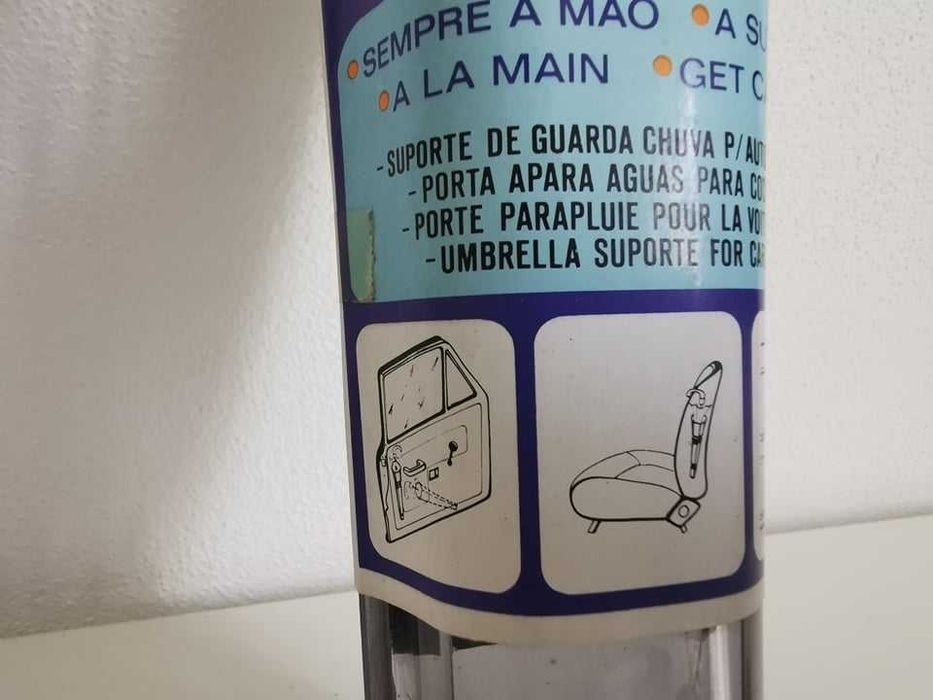 SEMPRE A MAO • A
A LA MAIN • GET
-SUPORTE DE GUARDA CHUVA P/
-PORTA APARA AGUAS PARA
-PORTE PARAPLUIE POUR LA
-UMBRELLA SUPORTE FOR